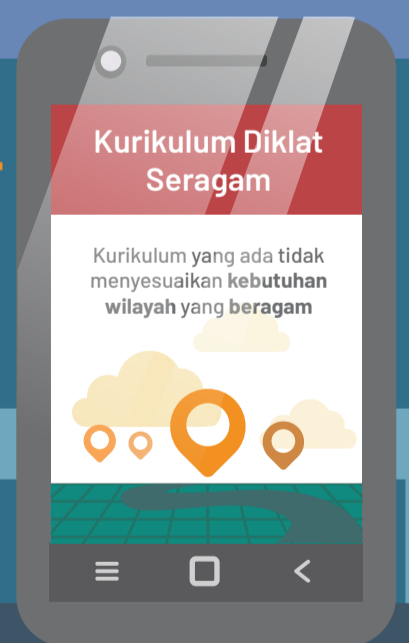 Kurikulum Diklat
Seragam
Kurikulum yang ada tidak
menyesuaikan kebutuhan
wilayah yang beragam